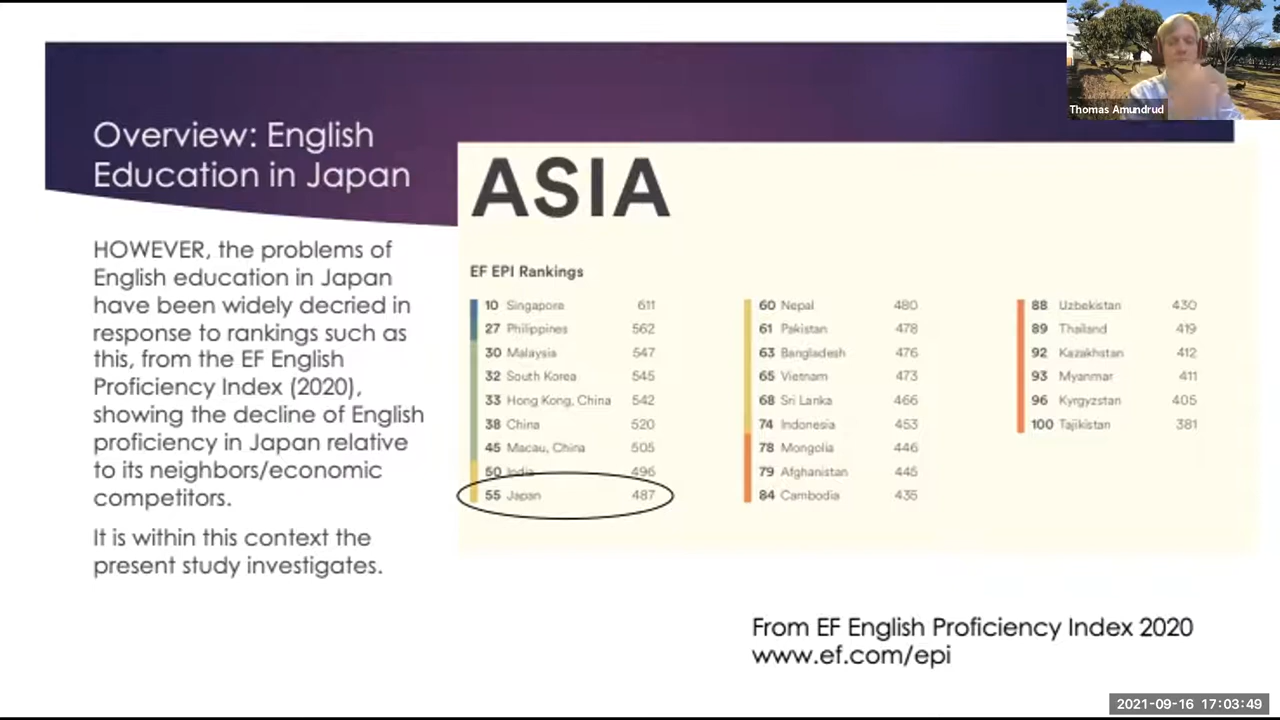 Thomas Amundrud
Overview: English
Education in Japan
HOWEVER, the problems of
English education in Japan
have been widely decried in
response to rankings such as
this, from the EF English
Proficiency Index (2020),
showing the decline of English
proficiency in Japan relative
to its neighbors/economic
competitors.
It is within this context the
present study investigates.
ASIA
EF EPI Rankings
10 Singapore 611
27 Philippines 562
30 Malaysia 547
32 South Korea 545
33 Hong Kong, China 542
38 China 520
45 Macau, China 505
50 India 496
55 Japan 487
60 Nepal 480
61 Pakistan 478
63 Bangladesh 476
65 Vietnam 473
68 Sri Lanka 466
74 Indonesia 453
78 Mongolia 446
79 Afghanistan 445
84 Cambodia 435
88 Uzbekistan 430
89 Thailand 419
92 Kazakhstan 412
93 Myanmar 411
96 Kyrgyzstan 405
100 Tajikistan 381
From EF English Proficiency Index 2020
www.ef.com/epi
2021-09-16 17:03:49